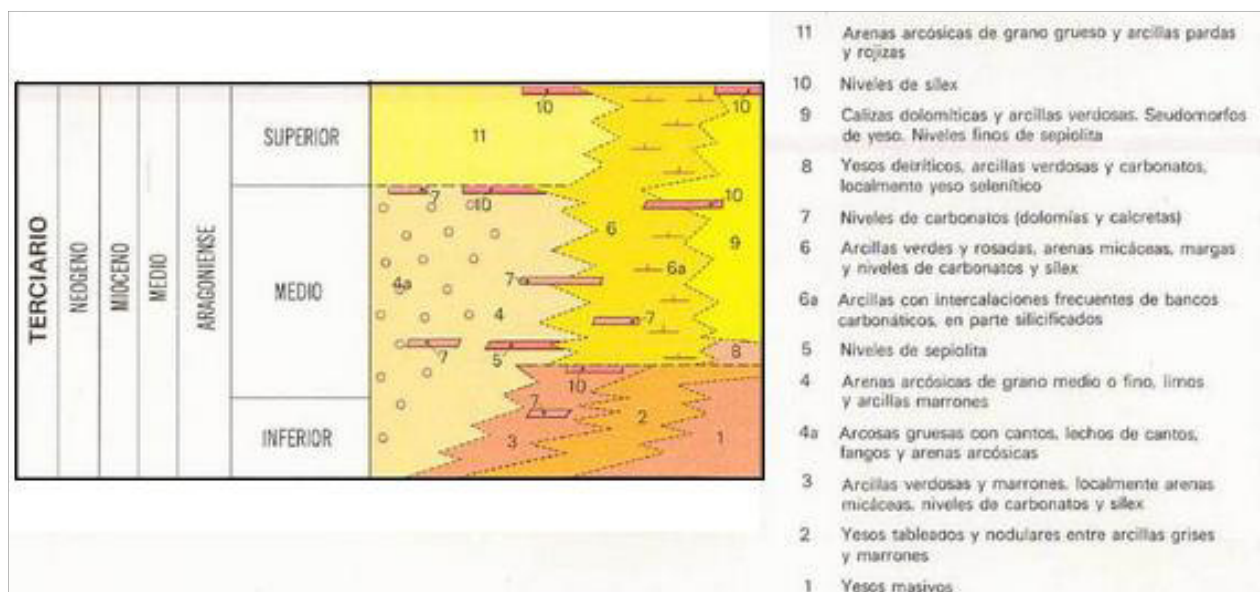 TERCIARIO
NEOGENO
MIOCENO
MEDIO
ARAGONIENSE
SUPERIOR
MEDIO
INFERIOR
10
10
11
7
10
10
6
9
4a
7
6a
4
7
7
5
8
10
7
2
3
1
11 Arenas arcósicas de grano grueso y arcillas pardas
y rojizas
10 Niveles de sílex
9 Calizas dolomíticas y arcillas verdosas. Seudomorfos
de yeso. Niveles finos de sepiolita
8 Yesos detríticos, arcillas verdosas y carbonatos,
localmente yeso selenítico
7 Niveles de carbonatos (dolomías y calcretas)
6 Arcillas verdes y rosadas, arenas micáceas, margas
y niveles de carbonatos y sílex
6a Arcillas con intercalaciones frecuentes de bancos
carbonáticos, en parte silicificados
5 Niveles de sepiolita
4 Arenas arcósicas de grano medio o fino, limos
y arcillas marrones
4a Arcosas gruesas con cantos, lechos de cantos,
fangos y arenas arcósicas
3 Arcillas verdosas y marrones, localmente arenas
micáceas, niveles de carbonatos y sílex
2 Yesos tableados y nodulares entre arcillas grises
y marrones
1 Yesos masivos